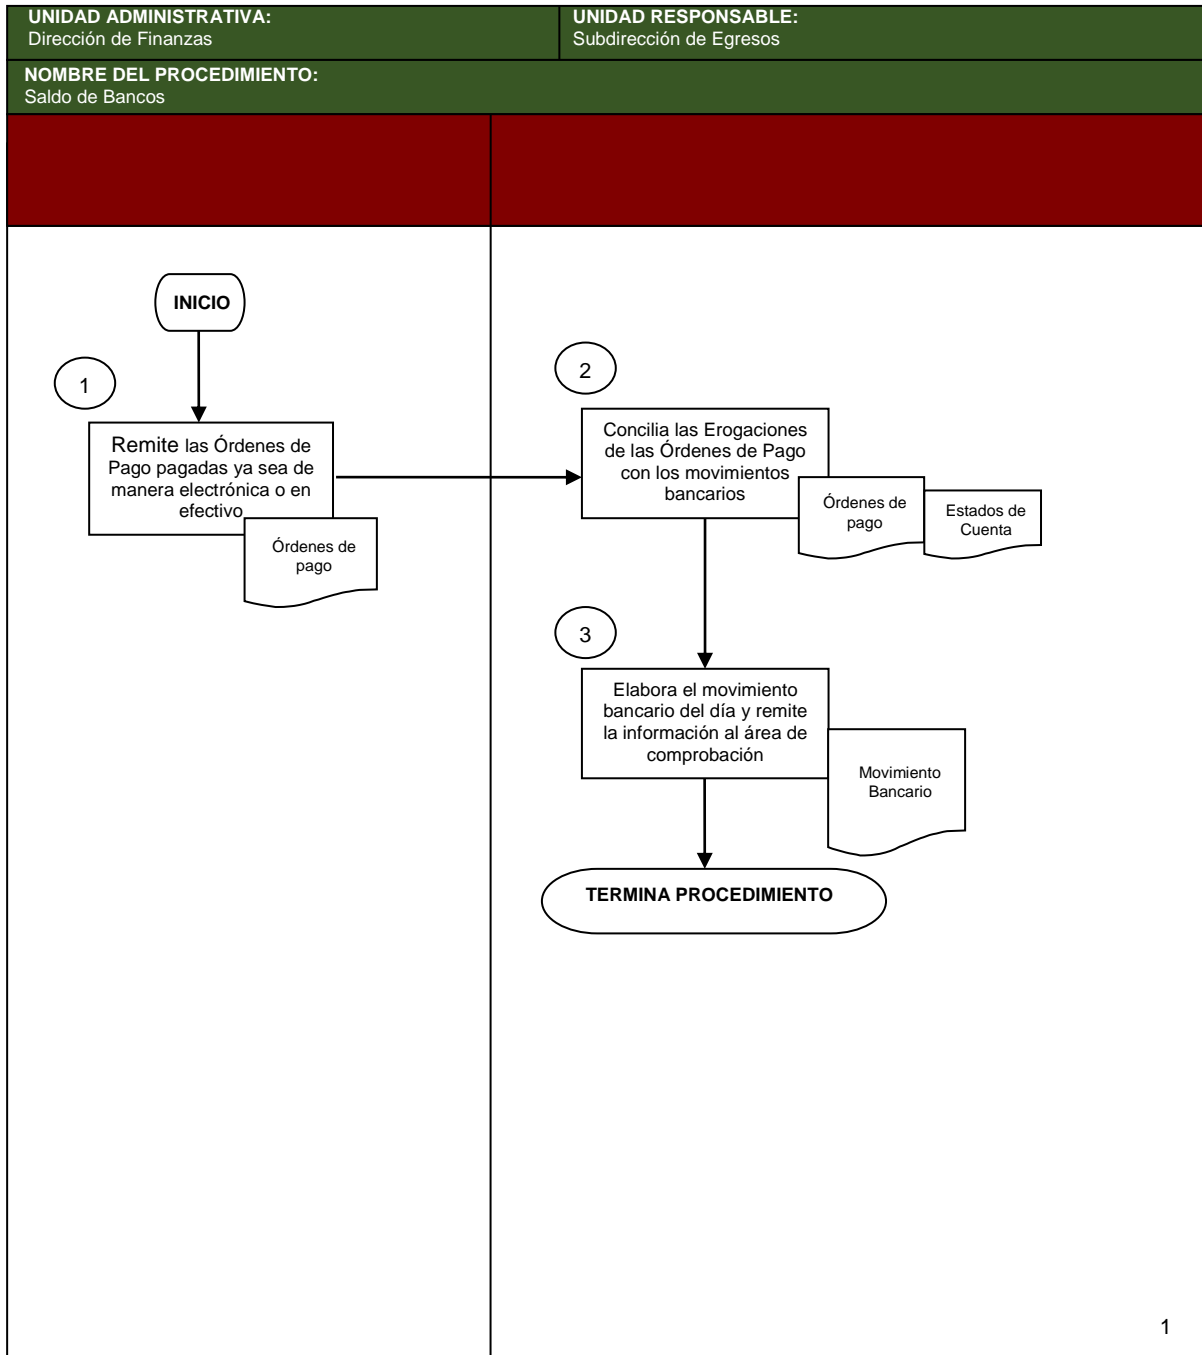 UNIDAD ADMINISTRATIVA:
Dirección de Finanzas
UNIDAD RESPONSABLE:
Subdirección de Egresos
NOMBRE DEL PROCEDIMIENTO:
Saldo de Bancos
INICIO
1
Remite las Órdenes de
Pago pagadas ya sea de
manera electrónica o en
efectivo
Órdenes de
pago
2
Concilia las Erogaciones
de las Órdenes de Pago
con los movimientos
bancarios
Órdenes de
pago
Estados de
Cuenta
3
Elabora el movimiento
bancario del día y remite
la información al área de
comprobación
Movimiento
Bancario
TERMINA PROCEDIMIENTO
1